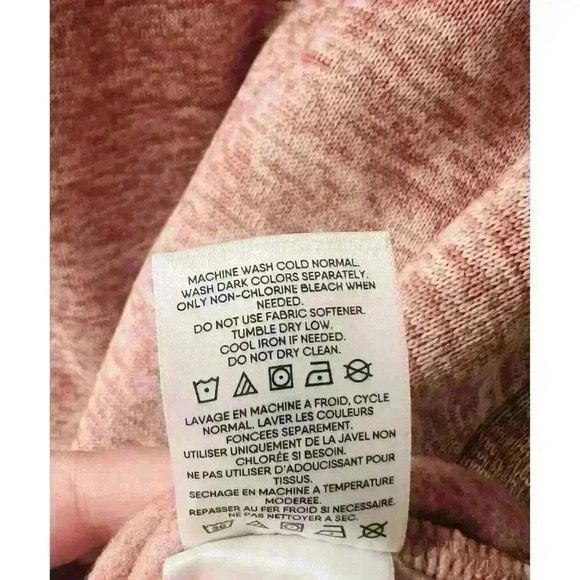 MACHINE WASH COLD NORMAL.
WASH DARK COLORS SEPARATELY.
ONLY NON-CHLORINE BLEACH WHEN
NEEDED.
DO NOT USE FABRIC SOFTENER.
TUMBLE DRY LOW.
COOL IRON IF NEEDED.
DO NOT DRY CLEAN.
LAVAGE EN MACHINE A FROID, CYCLE
NORMAL, LAVER LES COULEURS
FONCEES SEPAREMENT.
UTILISER UNIQUEMENT DE LA JAVEL NON
CHLORÉE SI BESOIN.
NE PAS UTILISER D'ADOUCISSANT POUR
TISSUS.
SECHAGE EN MACHINE A TEMPERATURE
MODEREE.
REPASSER AU FER FROID SI NECESSAIRE.
NE PAS NETTOYER A SEC.